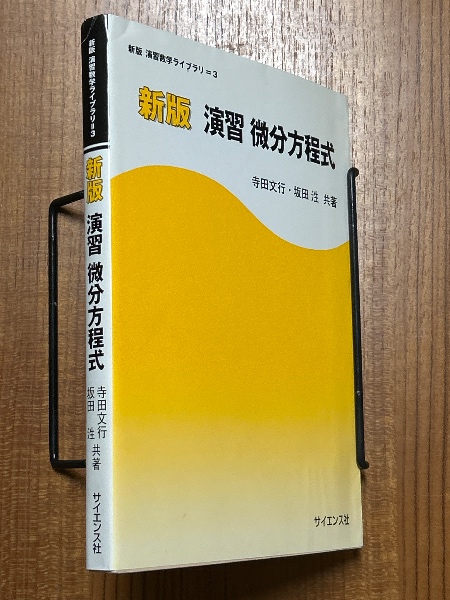 新版 演習数学ライブラリ=3
新版 演習 微分方程式
寺田文行・坂田 泩 共著
サイエンス社
新版 演習数学ライブラリ=3
新版 演習 微分方程式
寺田文行
坂田 泩 共著
サイエンス社